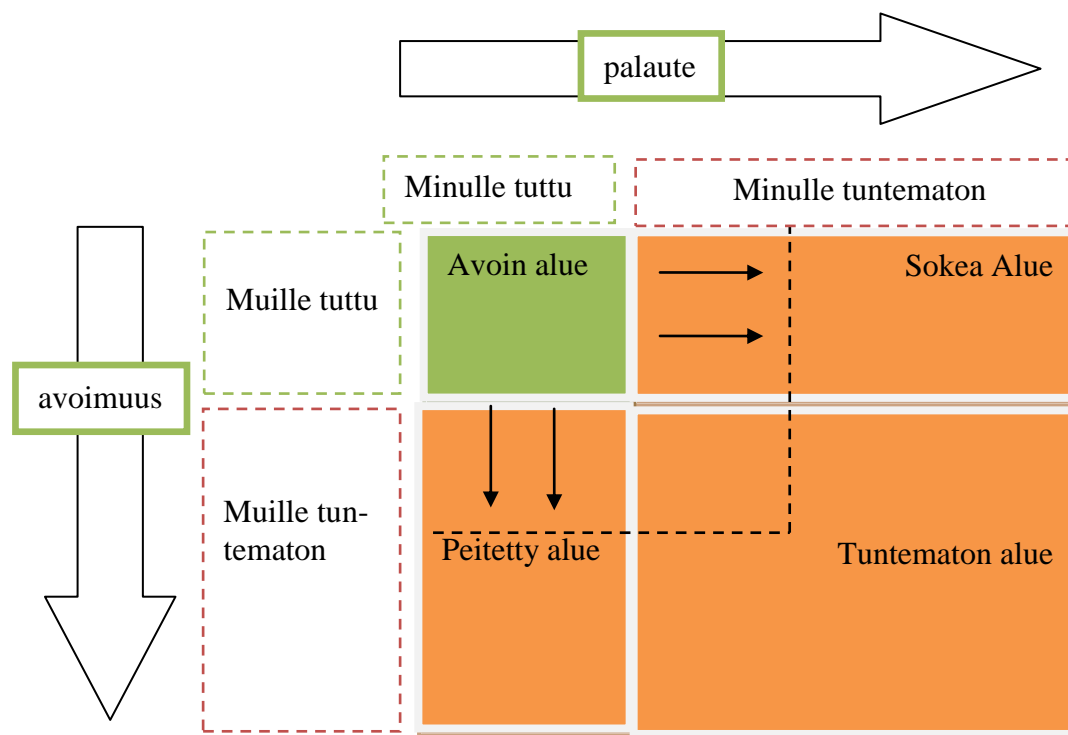 palaute
Minulle tuttu
Minulle tuntematon
Avoin alue
Sokea Alue
Muille tuttu
avoimuus
Muille tun-
tematon
Peitetty alue
Tuntematon alue